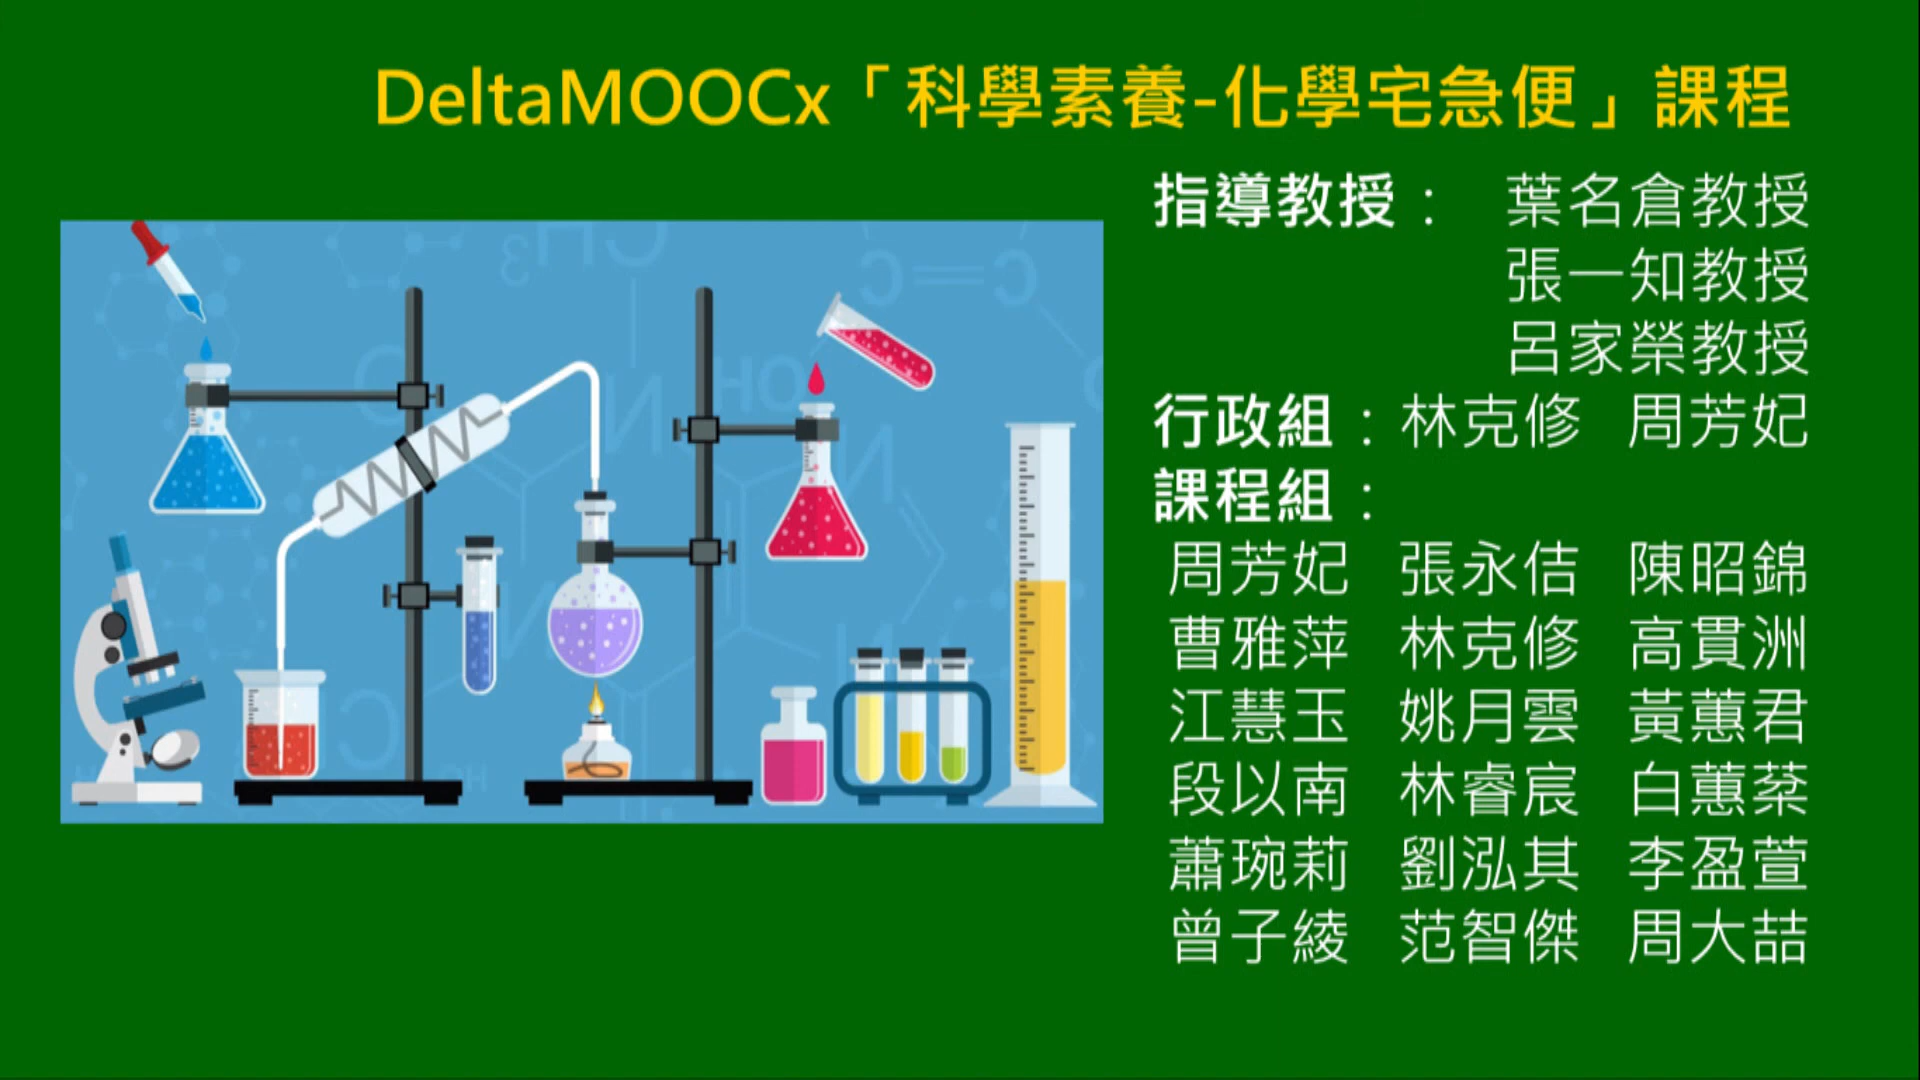 DeltaMOOCx「科學素養-化學宅急便」課程
指導教授： 葉名倉教授
張一知教授
呂家榮教授
行政組：林克修 周芳妃
課程組：
周芳妃 張永佶 陳昭錦
曹雅萍 林克修 高貫洲
江慧玉 姚月雲 黃蕙君
段以南 林睿宸 白蕙棻
蕭琬莉 劉泓其 李盈萱
曾子綾 范智傑 周大喆
CH3
C=C
OH
N
N